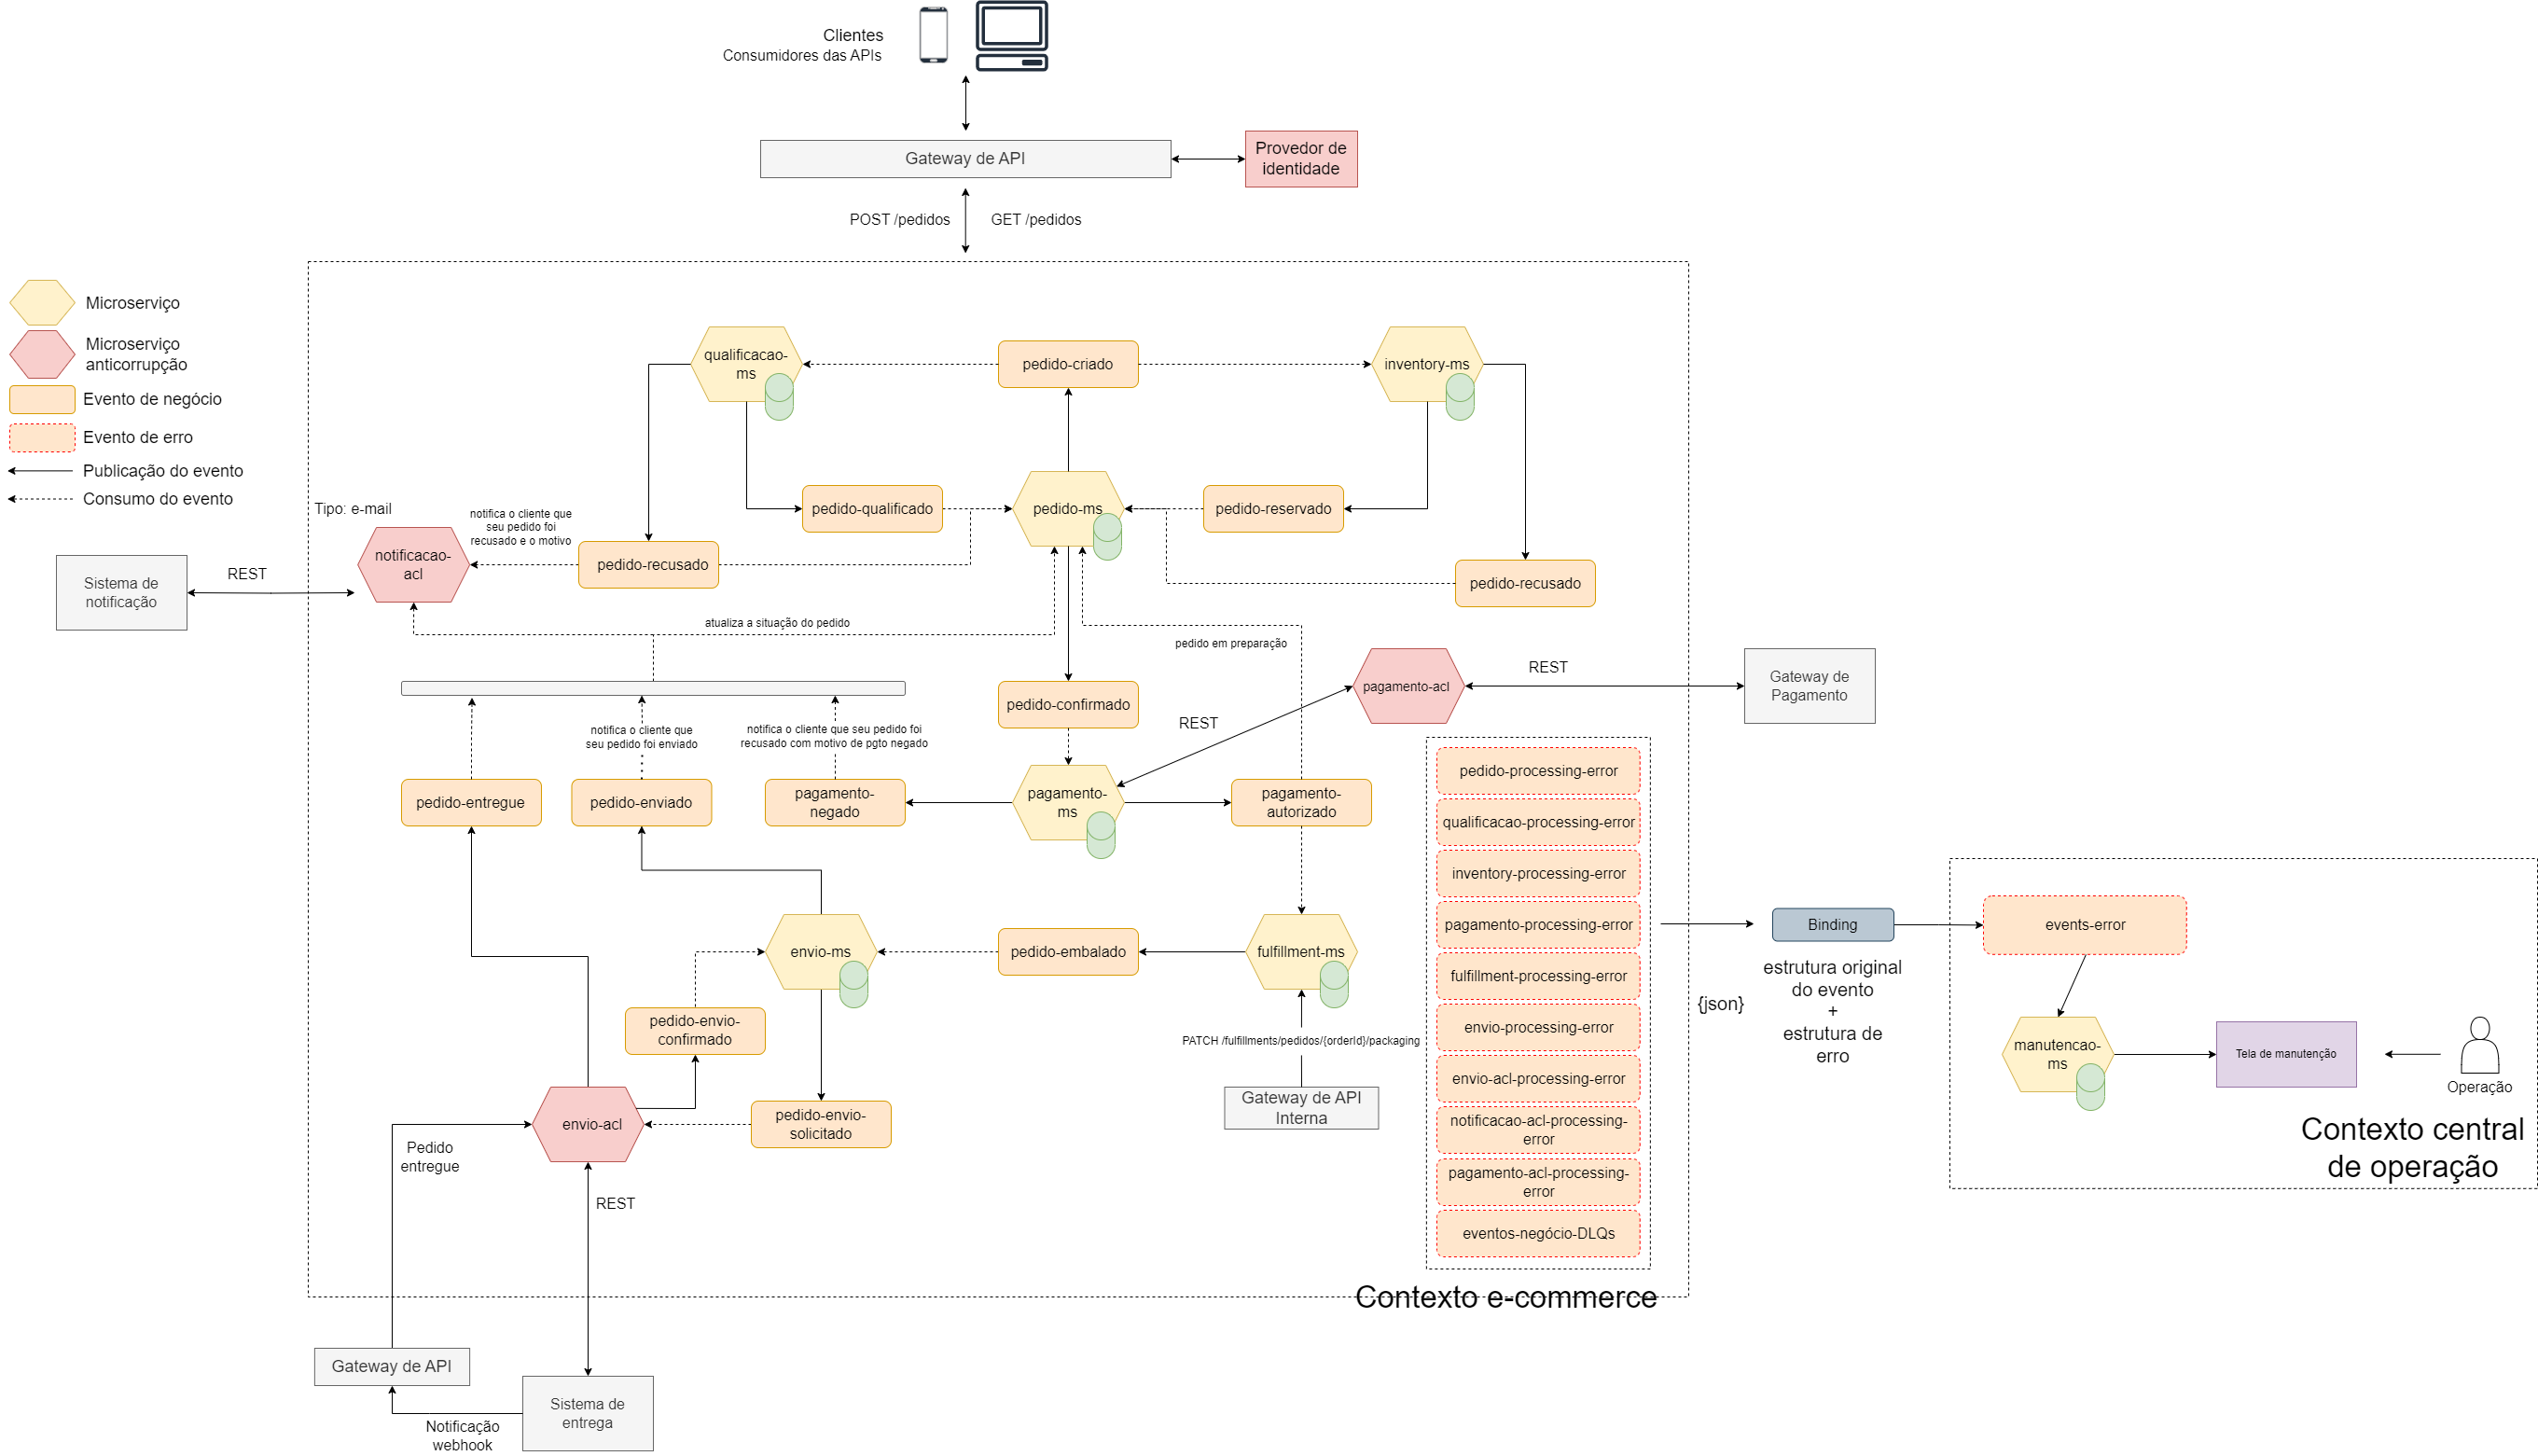 Clientes
Consumidores das APIs
Gateway de API
Provedor de
identidade
POST /pedidos
GET /pedidos
Microserviço
Microserviço
anticorrupção
Evento de negócio
Evento de erro
Publicação do evento
Consumo do evento
qualificacao-
ms
pedido-criado
inventory-ms
Tipo: e-mail
notifica o cliente que
seu pedido foi
recusado e o motivo
pedido-qualificado
pedido-ms
pedido-reservado
notificacao-
acl
pedido-recusado
pedido-recusado
Sistema de
notificação
REST
atualiza a situação do pedido
pedido em preparação
pagamento-acl
REST
Gateway de
Pagamento
pedido-confirmado
REST
notifica o cliente que
seu pedido foi enviado
notifica o cliente que seu pedido foi
recusado com motivo de pgto negado
pedido-entregue
pedido-enviado
pagamento-
negado
pagamento-
ms
pagamento-
autorizado
envio-ms
pedido-embalado
fulfillment-ms
pedido-envio-
confirmado
PATCH /fulfillments/pedidos/{orderId}/packaging
Gateway de API
Interna
envio-acl
pedido-envio-
solicitado
Pedido
entregue
REST
pedido-processing-error
qualificacao-processing-error
inventory-processing-error
pagamento-processing-error
fulfillment-processing-error
envio-processing-error
envio-acl-processing-error
notificacao-acl-processing-
error
pagamento-acl-processing-
error
eventos-negócio-DLQs
Contexto e-commerce
{json}
Binding
estrutura original
do evento
+
estrutura de
erro
events-error
manutencao-
ms
Tela de manutenção
Operação
Contexto central
de operação
Gateway de API
Sistema de
entrega
Notificação
webhook